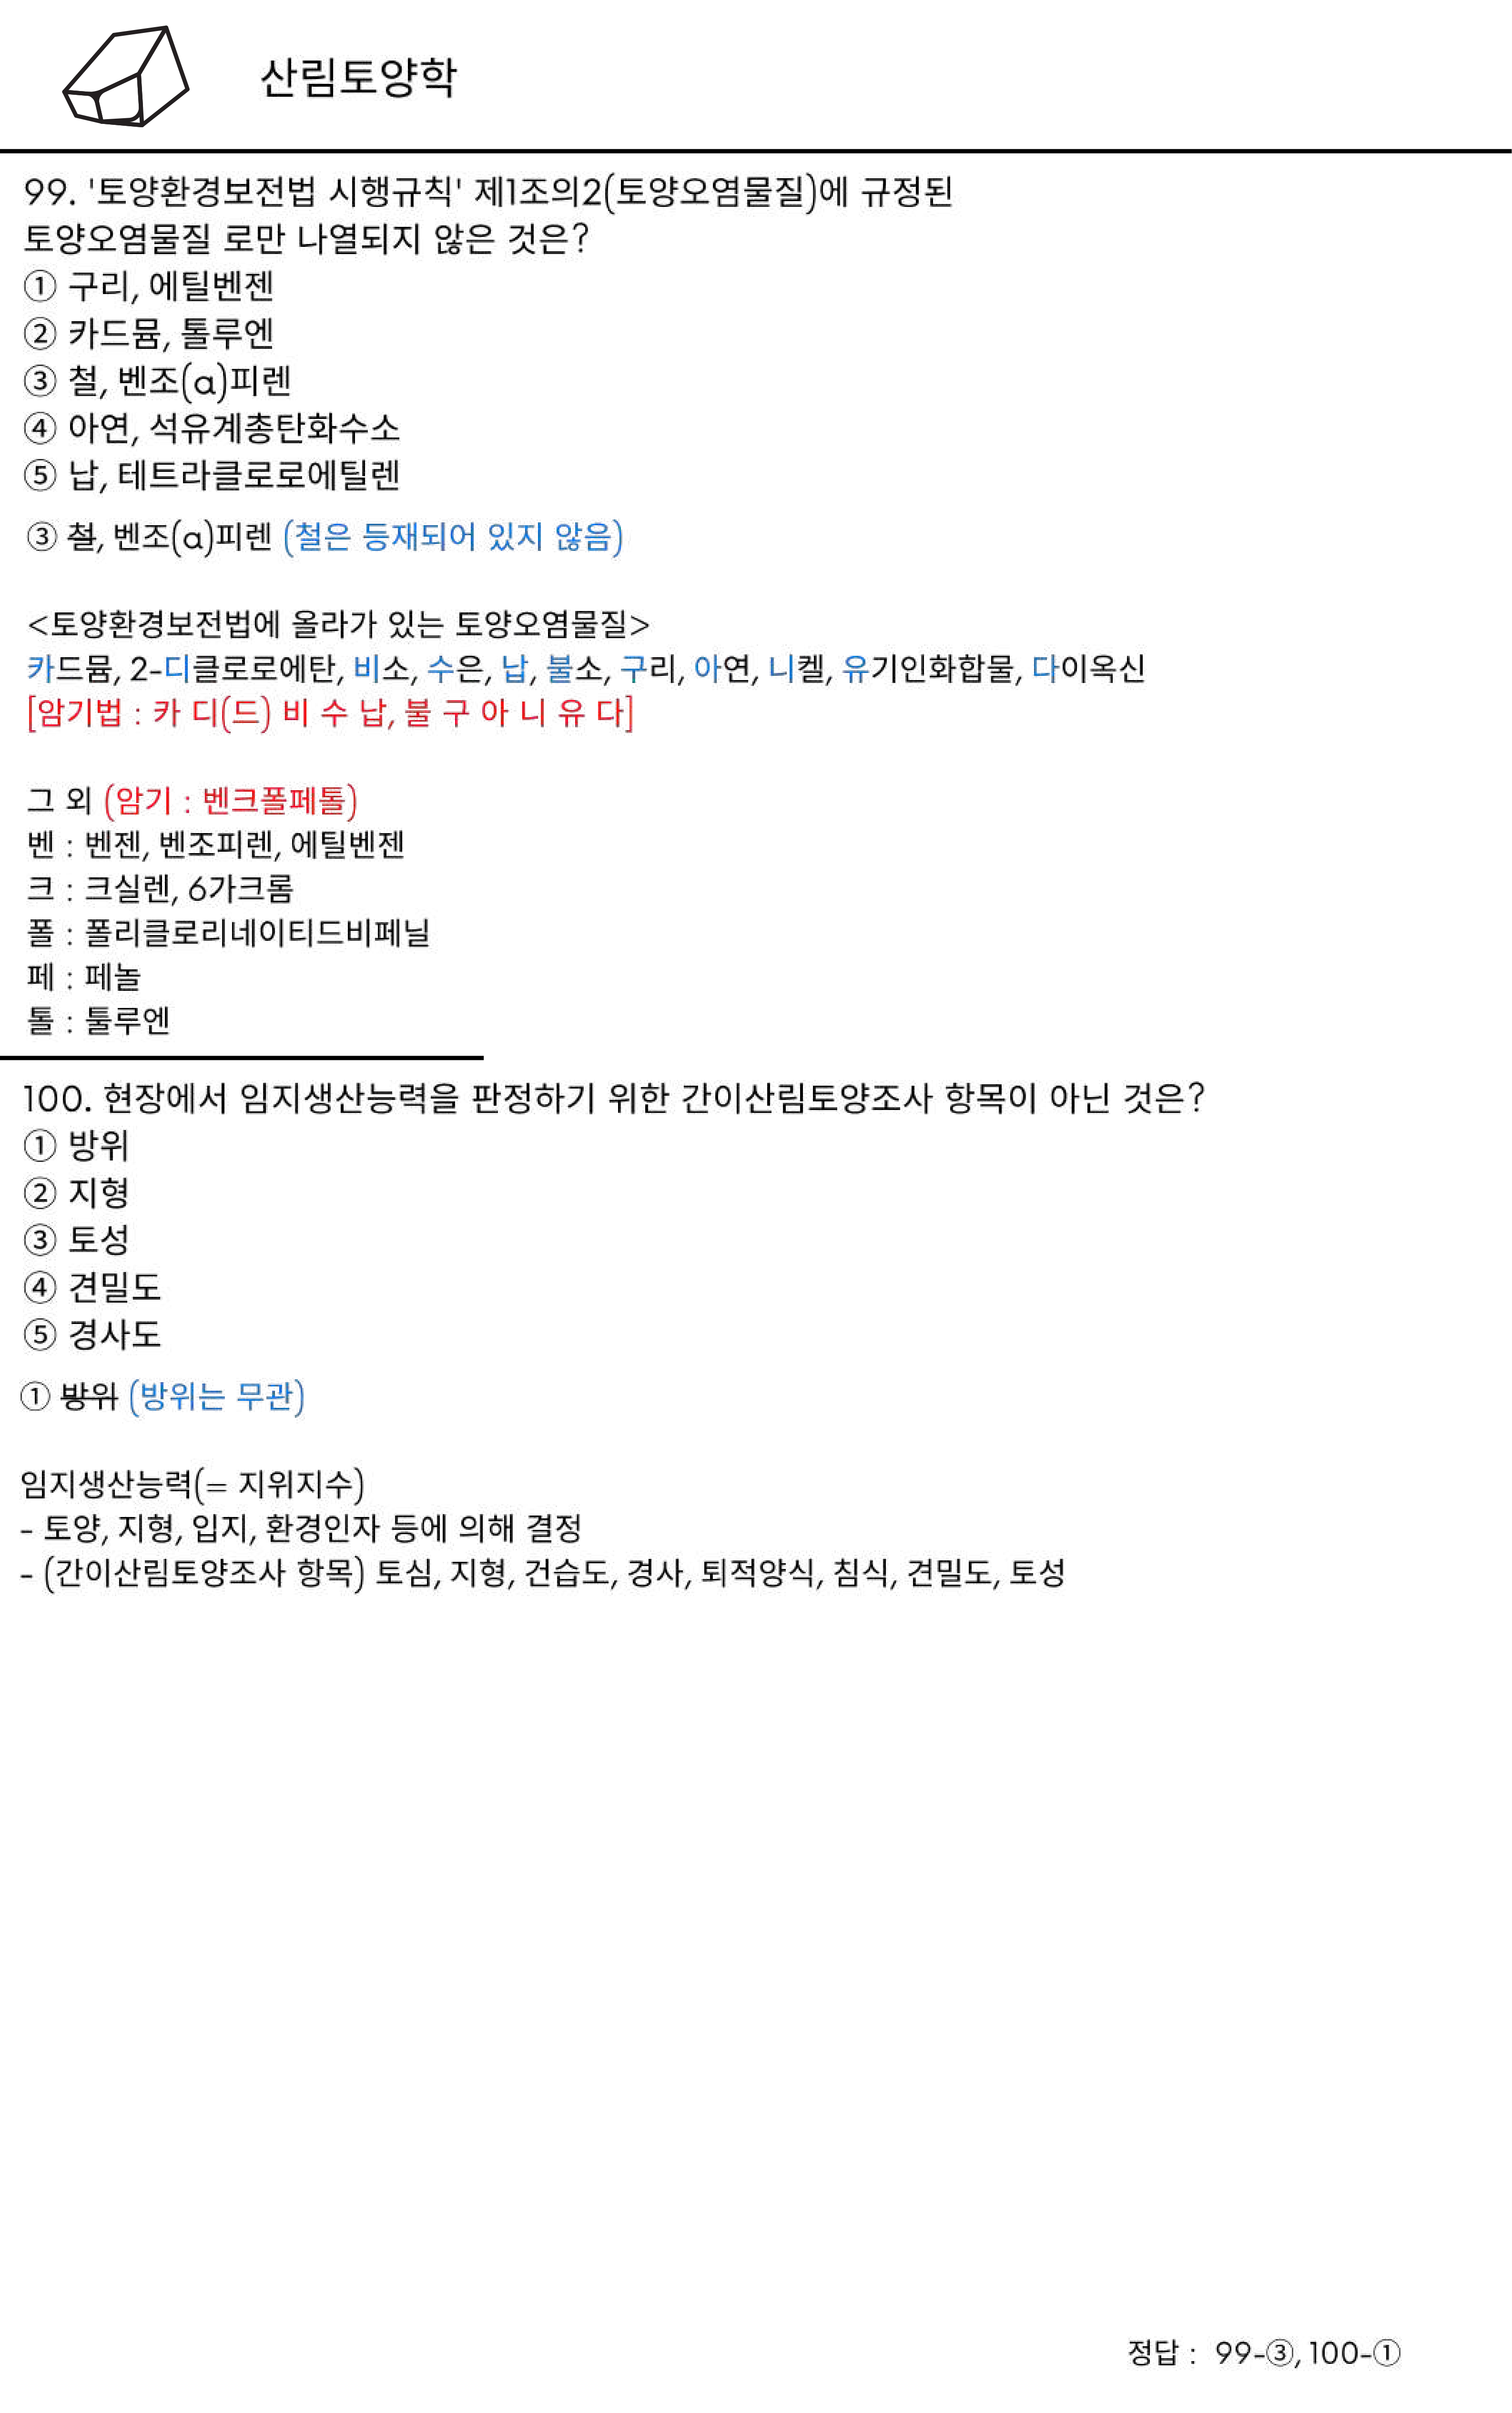 산림토양학
99. '토양환경보전법 시행규칙' 제1조의2(토양오염물질)에 규정된
토양오염물질 로만 나열되지 않은 것은?
① 구리, 에틸벤젠
② 카드뮴, 톨루엔
③ 철, 벤조(a)피렌
④ 아연, 석유계총탄화수소
⑤ 납, 테트라클로로에틸렌
③ 철, 벤조(a)피렌 (철은 등재되어 있지 않음)
<토양환경보전법에 올라가 있는 토양오염물질>
카드뮴, 2-디클로로에탄, 비소, 수은, 납, 불소, 구리, 아연, 니켈, 유기인화합물, 다이옥신
[암기법 : 카 디(드) 비 수 납, 불 구 아 니 유 다]
그 외 (암기 : 벤크폴페톨)
벤 : 벤젠, 벤조피렌, 에틸벤젠
크 : 크실렌, 6가크롬
폴 : 폴리클로리네이티드비페닐
페 : 페놀
톨 : 툴루엔
100. 현장에서 임지생산능력을 판정하기 위한 간이산림토양조사 항목이 아닌 것은?
① 방위
② 지형
③ 토성
④ 견밀도
⑤ 경사도
① 방위 (방위는 무관)
임지생산능력(= 지위지수)
- 토양, 지형, 입지, 환경인자 등에 의해 결정
- (간이산림토양조사 항목) 토심, 지형, 건습도, 경사, 퇴적양식, 침식, 견밀도, 토성
정답 : 99-③, 100-①